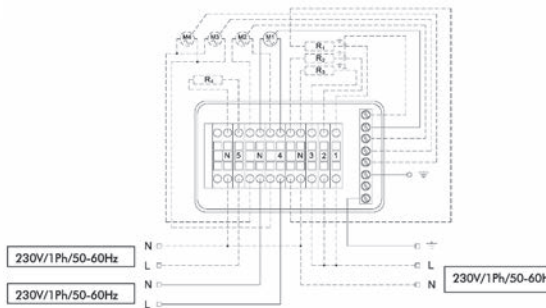 M4 M3 M2 M1
R1
R2
R3
R4
N 5 N 4 N 3 2 1
N
L
230V/1Ph/50-60Hz
N
L
230V/1Ph/50-60Hz
L
N
230V/1Ph/50-60H